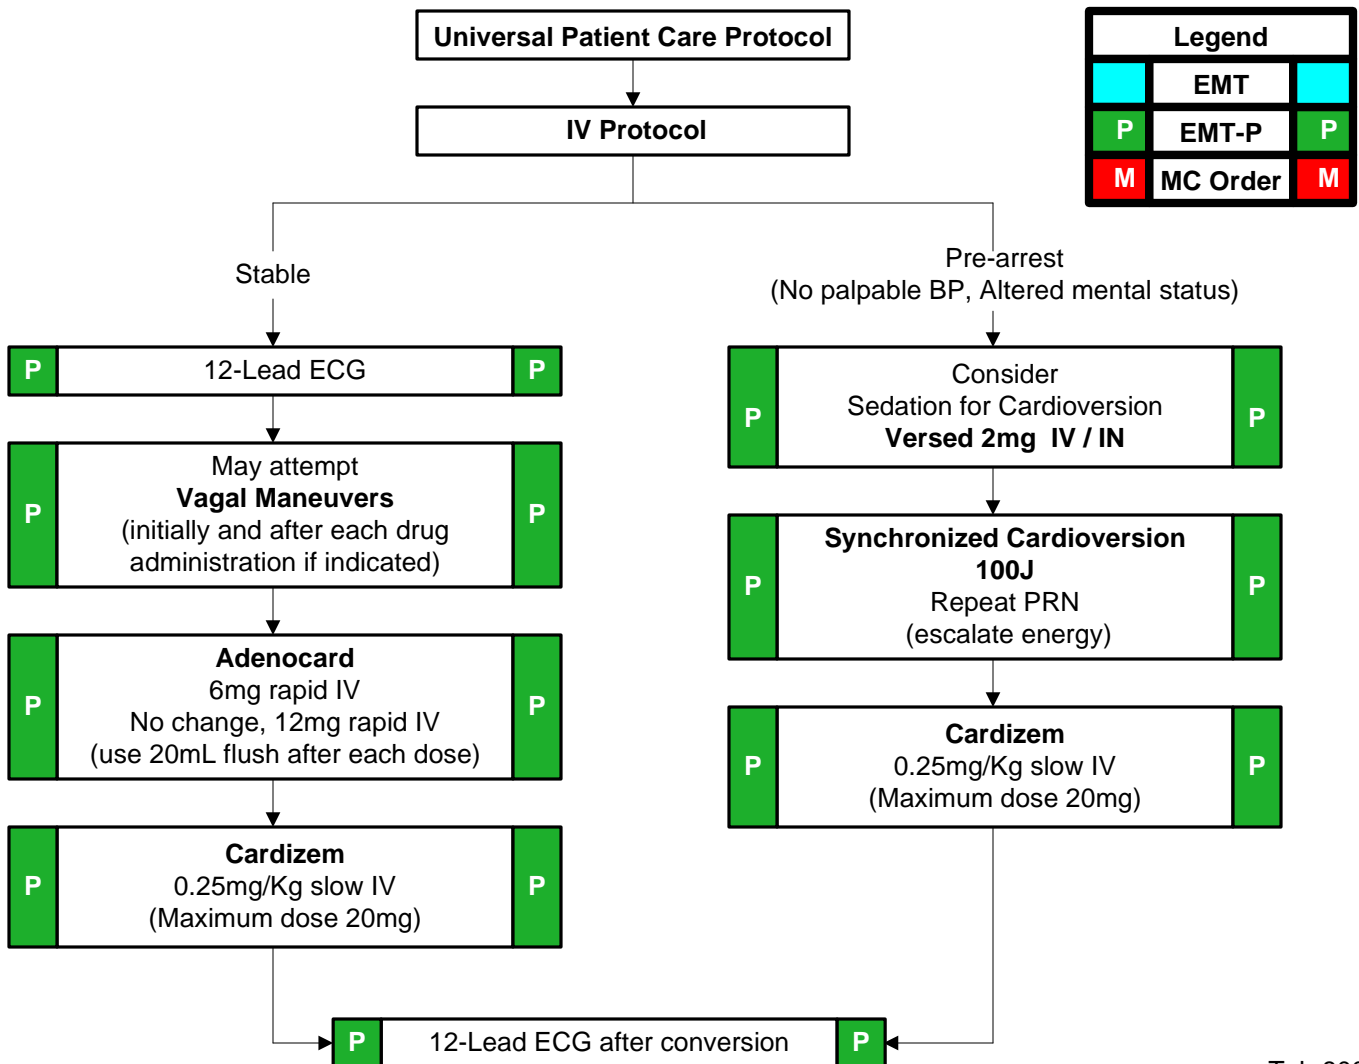 Universal Patient Care Protocol
IV Protocol
Legend
EMT
P EMT-P P
M MC Order M
Stable
Pre-arrest
(No palpable BP, Altered mental status)
P 12-Lead ECG P
P May attempt P
Vagal Maneuvers
(initially and after each drug
administration if indicated)
P Adenocard P
6mg rapid IV
No change, 12mg rapid IV
(use 20mL flush after each dose)
P Cardizem P
0.25mg/Kg slow IV
(Maximum dose 20mg)
P Consider P
Sedation for Cardioversion
Versed 2mg IV / IN
P Synchronized Cardioversion P
100J
Repeat PRN
(escalate energy)
P Cardizem P
0.25mg/Kg slow IV
(Maximum dose 20mg)
P 12-Lead ECG after conversion P